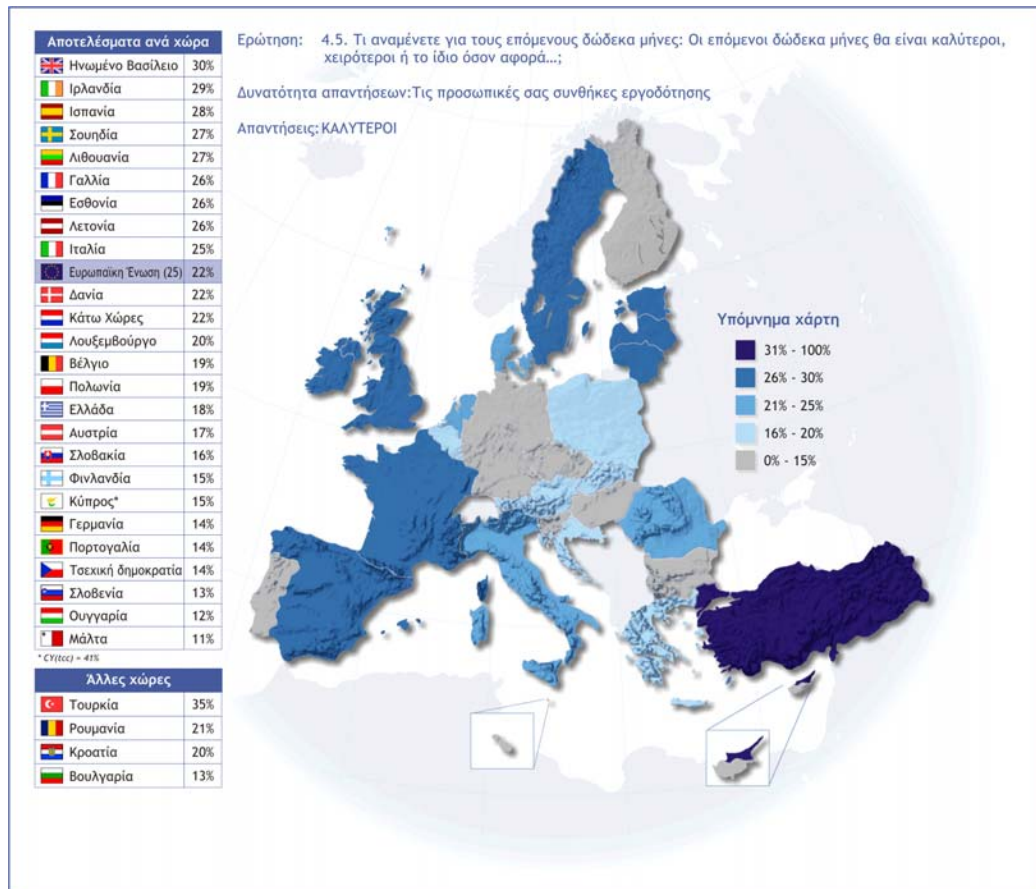 Αποτελέσματα ανά χώρα
Ηνωμένο Βασίλειο 30%
Ιρλανδία 29%
Ισπανία 28%
Σουηδία 27%
Λιθουανία 27%
Γαλλία 26%
Εσθονία 26%
Λετονία 26%
Ιταλία 25%
Ευρωπαϊκή Ένωση (25) 22%
Δανία 22%
Κάτω Χώρες 22%
Λουξεμβούργο 20%
Βέλγιο 19%
Πολωνία 19%
Ελλάδα 18%
Αυστρία 17%
Σλοβακία 16%
Φινλανδία 15%
Κύπρος* 15%
Γερμανία 14%
Πορτογαλία 14%
Τσεχική δημοκρατία 14%
Σλοβενία 13%
Ουγγαρία 12%
Μάλτα 11%
* CY(tcc) = 41%
Άλλες χώρες
Τουρκία 35%
Ρουμανία 21%
Κροατία 20%
Βουλγαρία 13%
Ερώτηση: 4.5. Τι αναμένετε για τους επόμενους δώδεκα μήνες: Οι επόμενοι δώδεκα μήνες θα είναι καλύτεροι,
χειρότεροι ή το ίδιο όσον αφορά…;
Δυνατότητα απαντήσεων: Τις προσωπικές σας συνθήκες εργοδότησης
Απαντήσεις: ΚΑΛΥΤΕΡΟΙ
Υπόμνημα χάρτη
31% - 100%
26% - 30%
21% - 25%
16% - 20%
0% - 15%